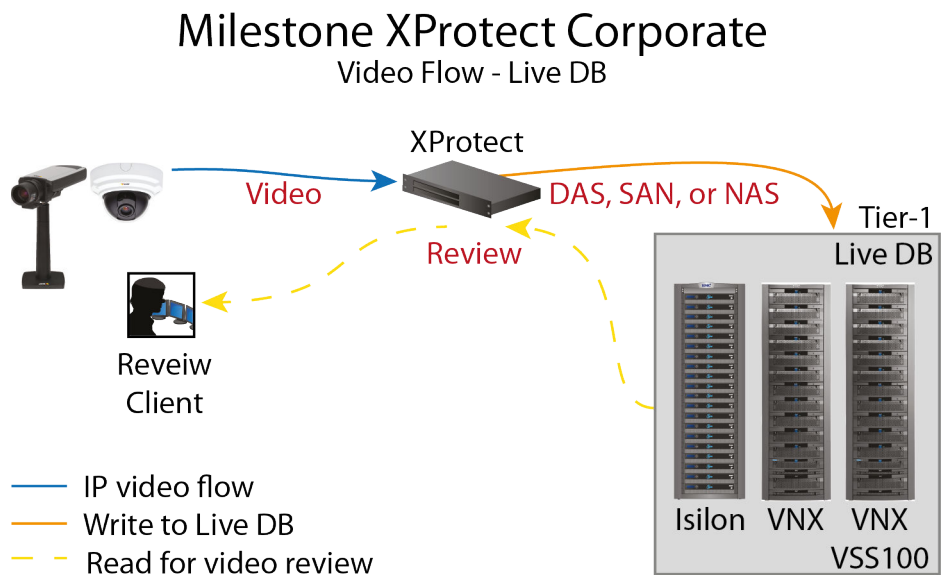 Milestone XProtect Corporate
Video Flow - Live DB
XProtect
Video
DAS, SAN, or NAS
Tier-1
Live DB
Review
Reveiw
Client
Isilon
VNX
VNX
VSS100
IP video flow
Write to Live DB
Read for video review